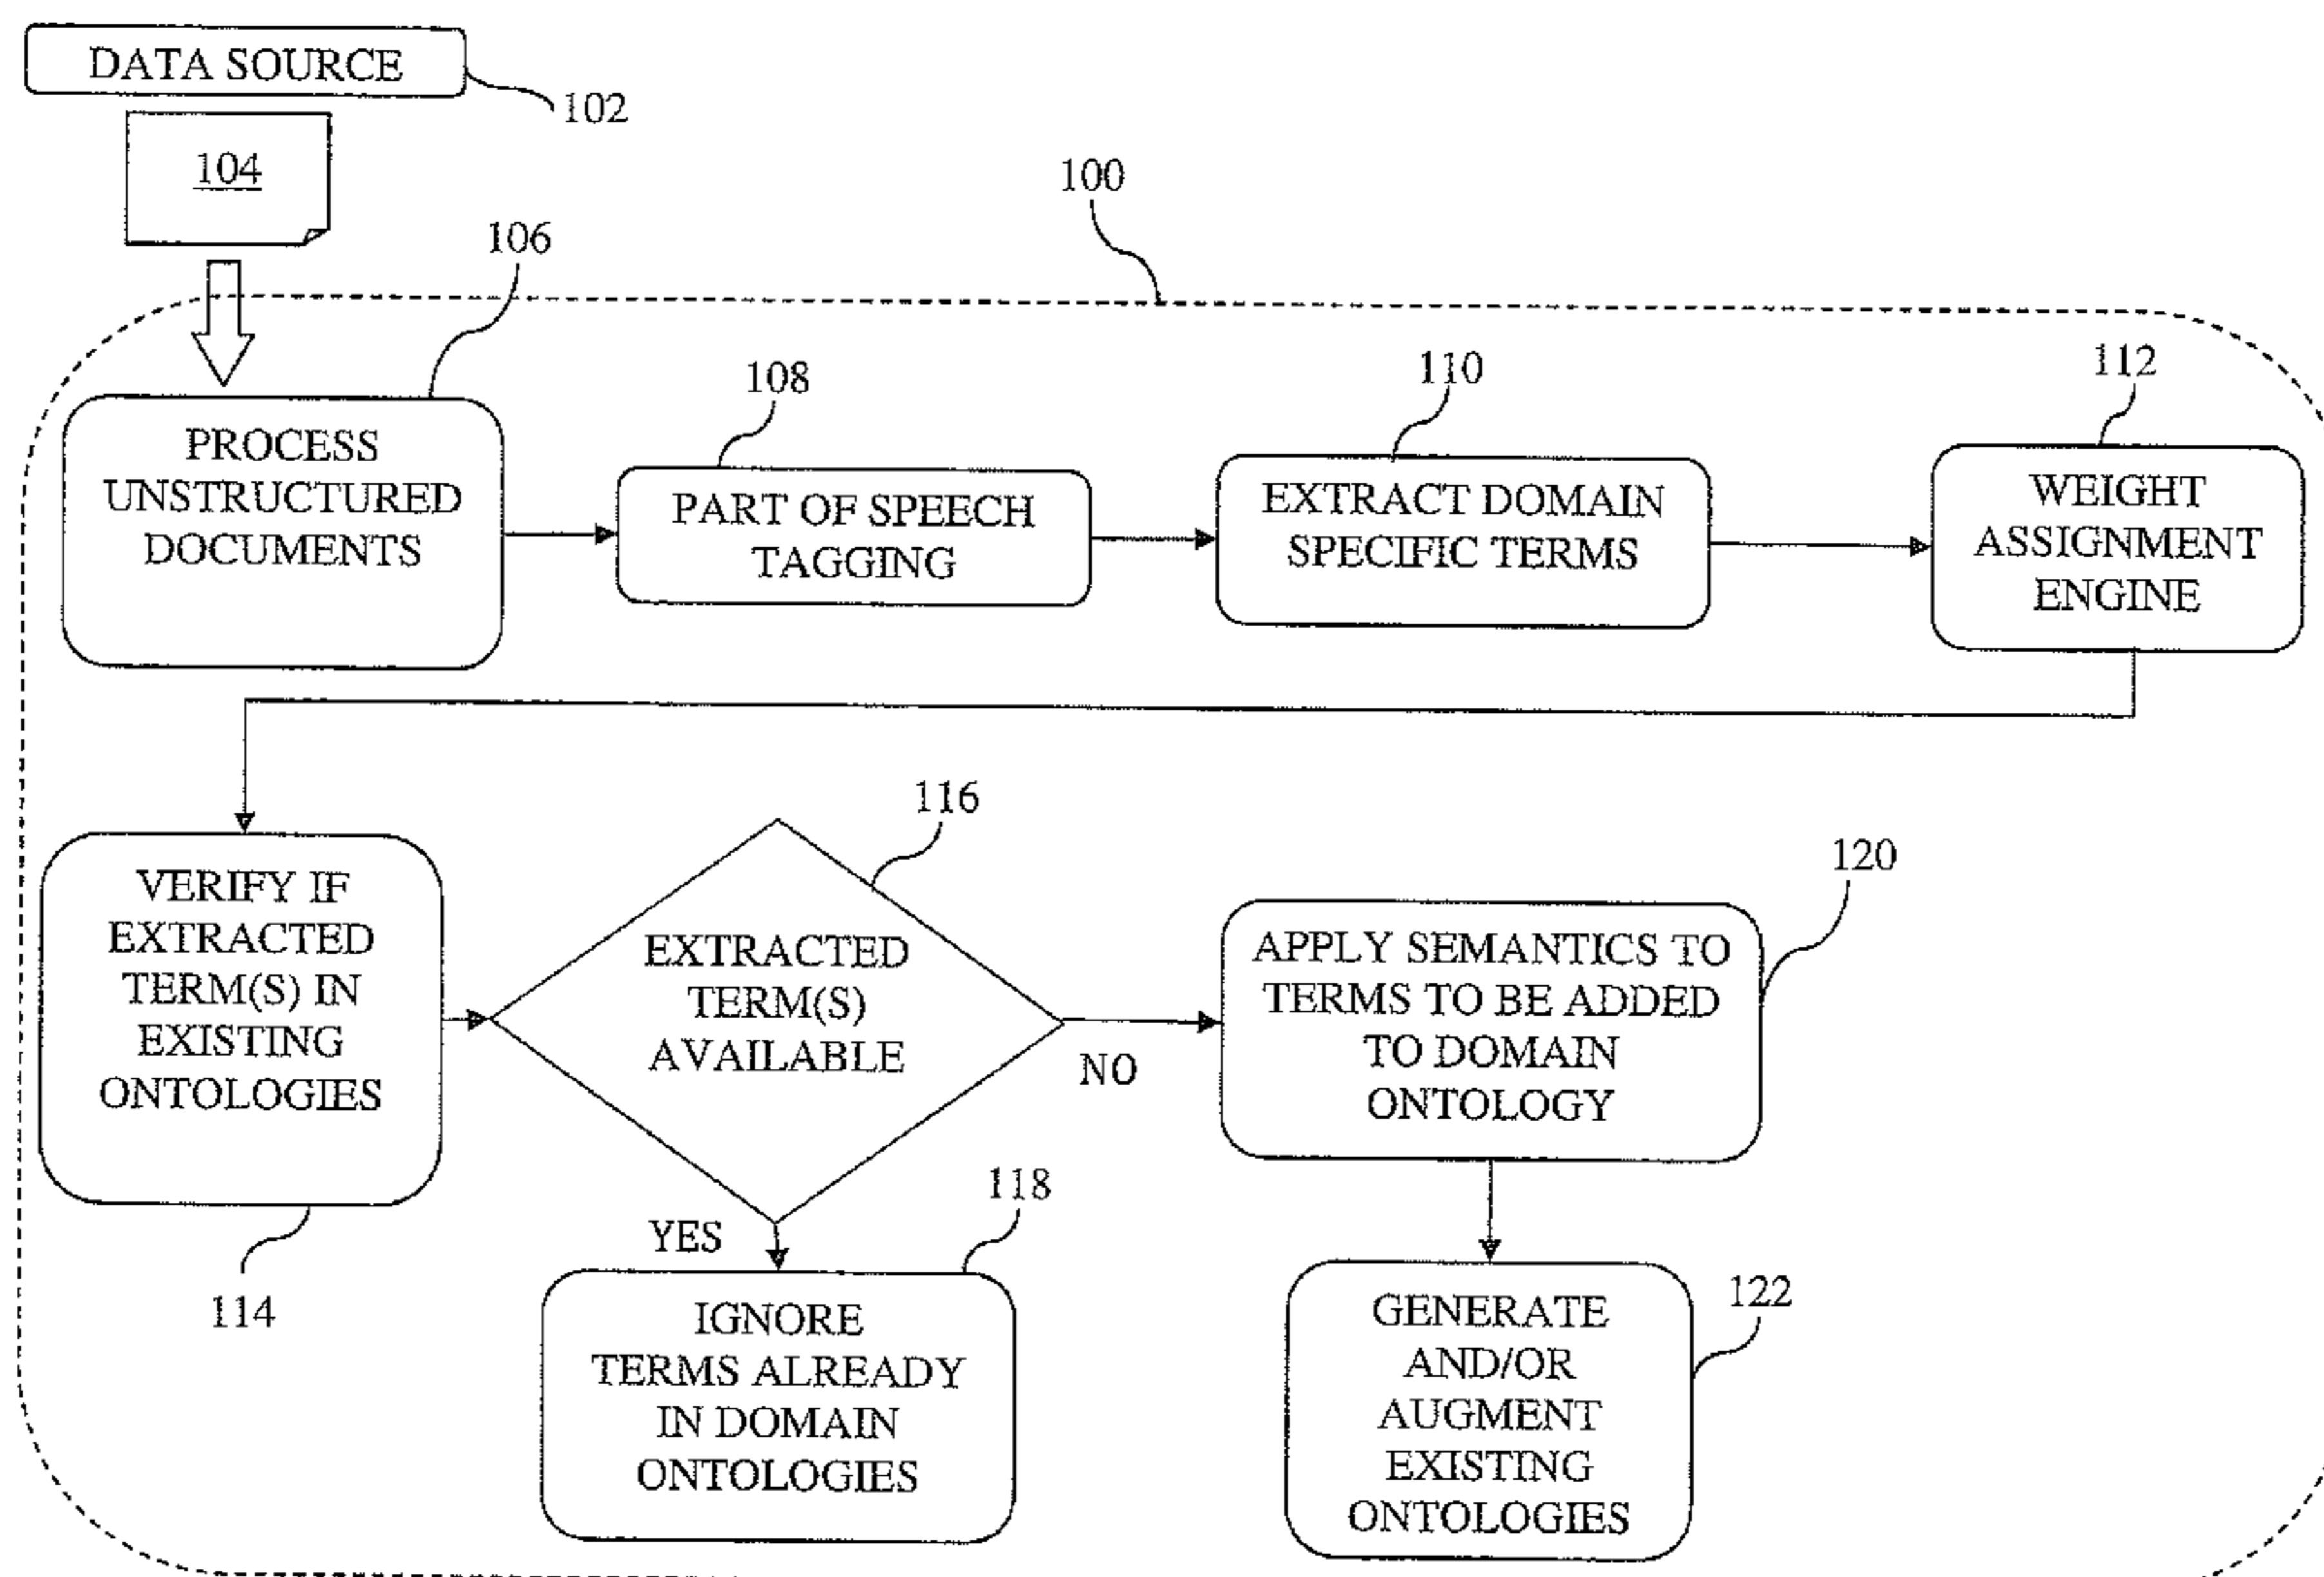 DATA SOURCE
102
104
100
106
108
110
112
PROCESS
UNSTRUCTURED
DOCUMENTS
PART OF SPEECH
TAGGING
EXTRACT DOMAIN
SPECIFIC TERMS
WEIGHT
ASSIGNMENT
ENGINE
116
120
VERIFY IF
EXTRACTED
TERM(S) IN
EXISTING
ONTOLOGIES
EXTRACTED
TERM(S)
AVAILABLE
NO
APPLY SEMANTICS TO
TERMS TO BE ADDED
TO DOMAIN
ONTOLOGY
118
YES
114
122
IGNORE
TERMS ALREADY
IN DOMAIN
ONTOLOGIES
GENERATE
AND/OR
AUGMENT
EXISTING
ONTOLOGIES